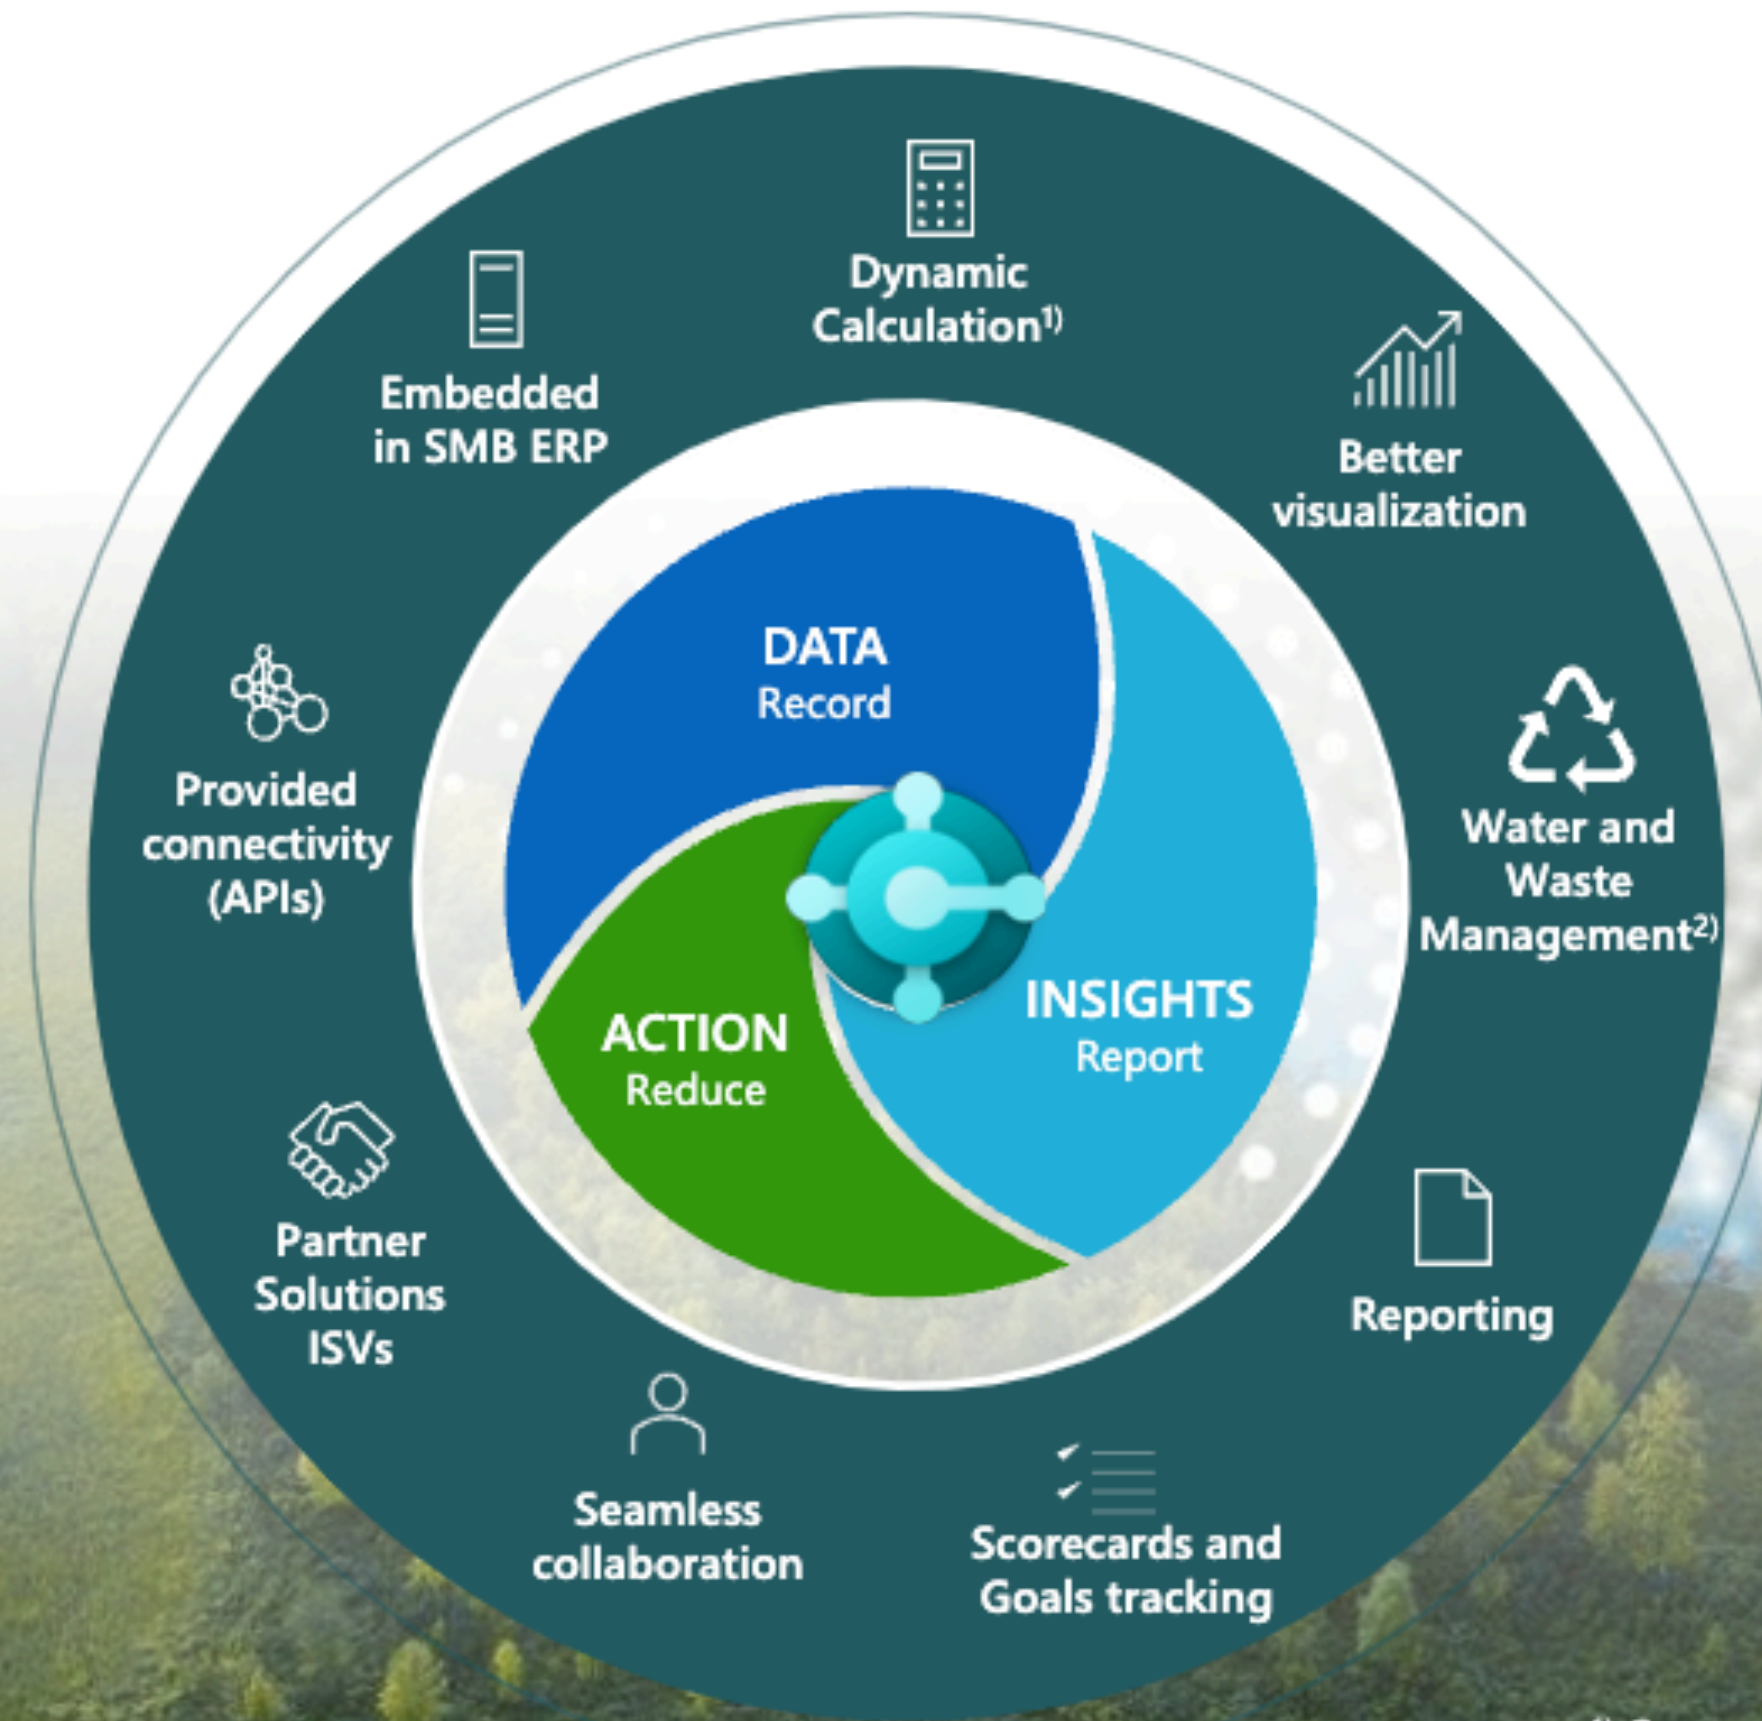 Dynamic
Calculation¹⁾
Embedded
in SMB ERP
Better
visualization
DATA
Record
Provided
connectivity
(APIs)
Water and
Waste
Management²⁾
INSIGHTS
Report
ACTION
Reduce
Partner
Solutions
ISVs
Reporting
Seamless
collaboration
Scorecards and
Goals tracking